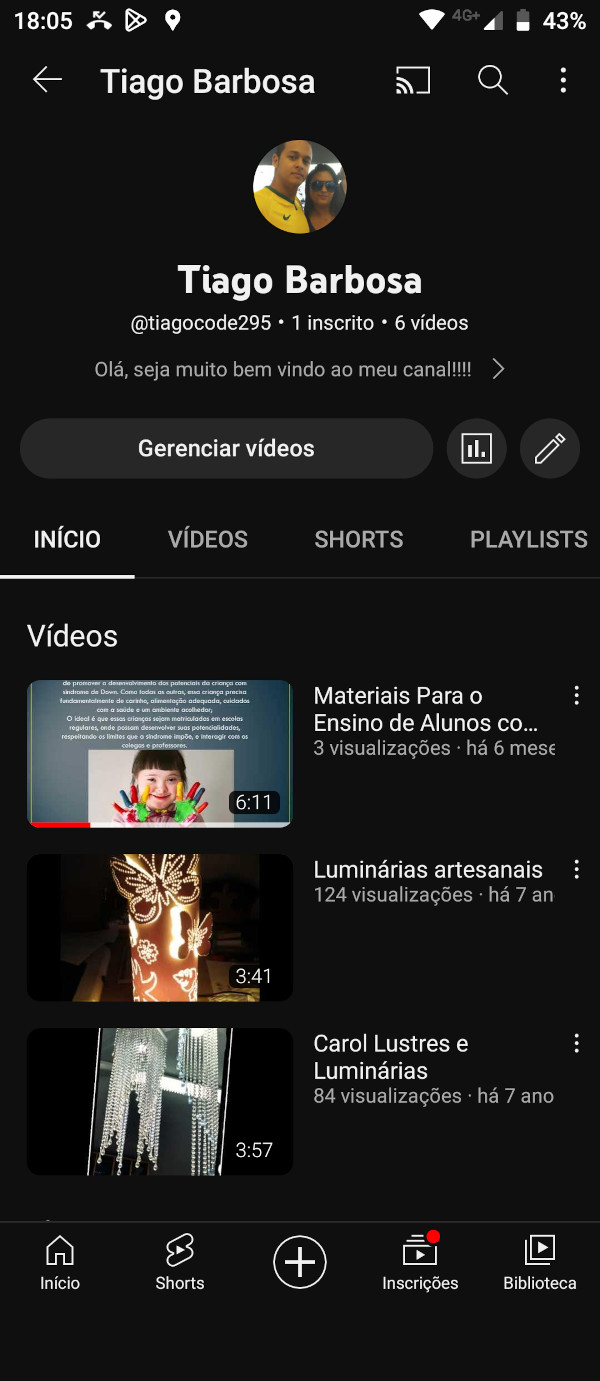 18:05
4G+
43%
Tiago Barbosa
Tiago Barbosa
@tiagocode295 • 1 inscrito • 6 vídeos
Olá, seja muito bem vindo ao meu canal!!!!
Gerenciar vídeos
INÍCIO VÍDEOS SHORTS PLAYLISTS
Vídeos
de promover o desenvolvimento dos potenciais da criança com
síndrome de Down. Como todas as outras, essa criança precisa
fundamentalmente de carinho, alimentação adequada, cuidados
com a saúde e um ambiente acolhedor;
O ideal é que essas crianças sejam matriculadas em escolas
regulares, onde possam desenvolver suas potencialidades,
respeitando os limites que a síndrome impõe, e interagir com os
colegas e professores.
6:11
Materiais Para o
Ensino de Alunos co...
3 visualizações · há 6 mese
3:41
Luminárias artesanais
124 visualizações · há 7 an
3:57
Carol Lustres e
Luminárias
84 visualizações · há 7 ano
Início Shorts Inscrições Biblioteca